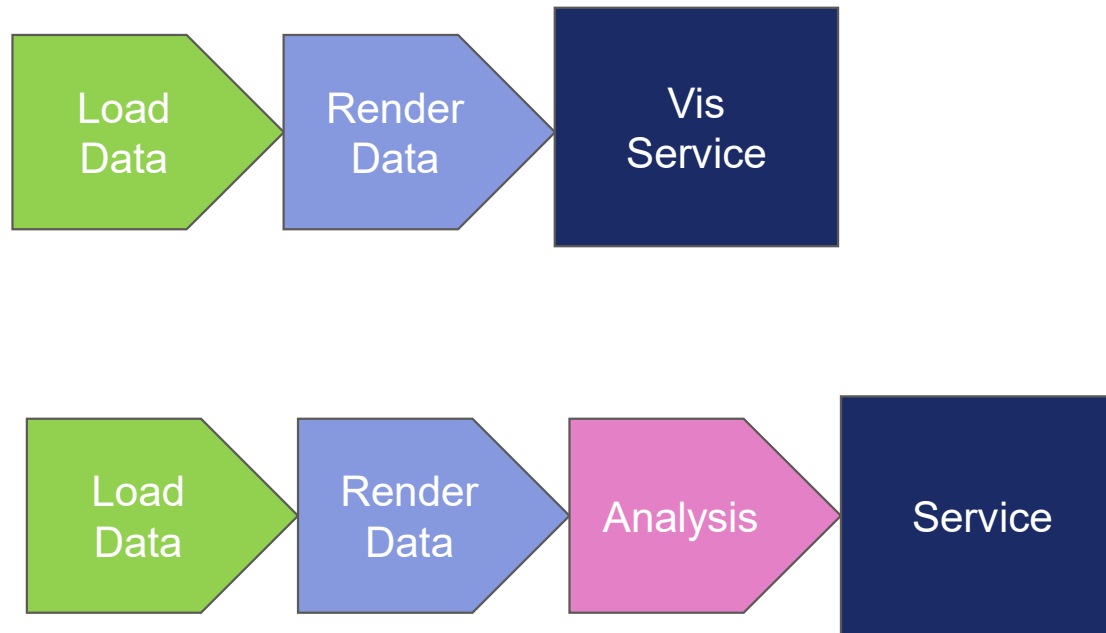 Load
Data
Render
Data
Vis
Service
Load
Data
Render
Data
Analysis
Service